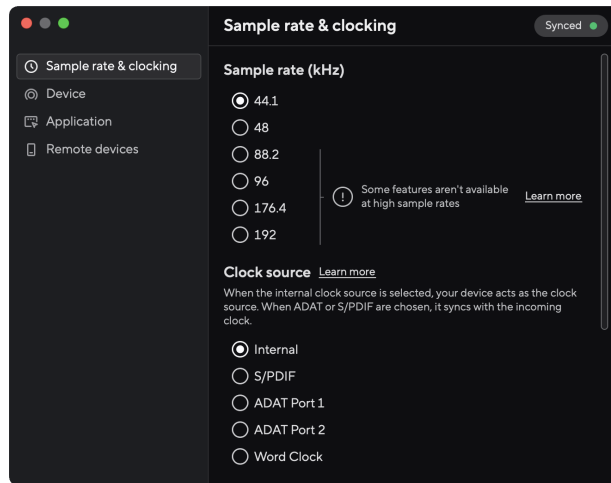 Sample rate & clocking
Synced
Sample rate & clocking
Device
Application
Remote devices
Sample rate (kHz)
44.1
48
88.2
96
176.4
192
Some features aren't available
at high sample rates
Learn more
Clock source Learn more
When the internal clock source is selected, your device acts as the clock
source. When ADAT or S/PDIF are chosen, it syncs with the incoming
clock.
Internal
S/PDIF
ADAT Port 1
ADAT Port 2
Word Clock